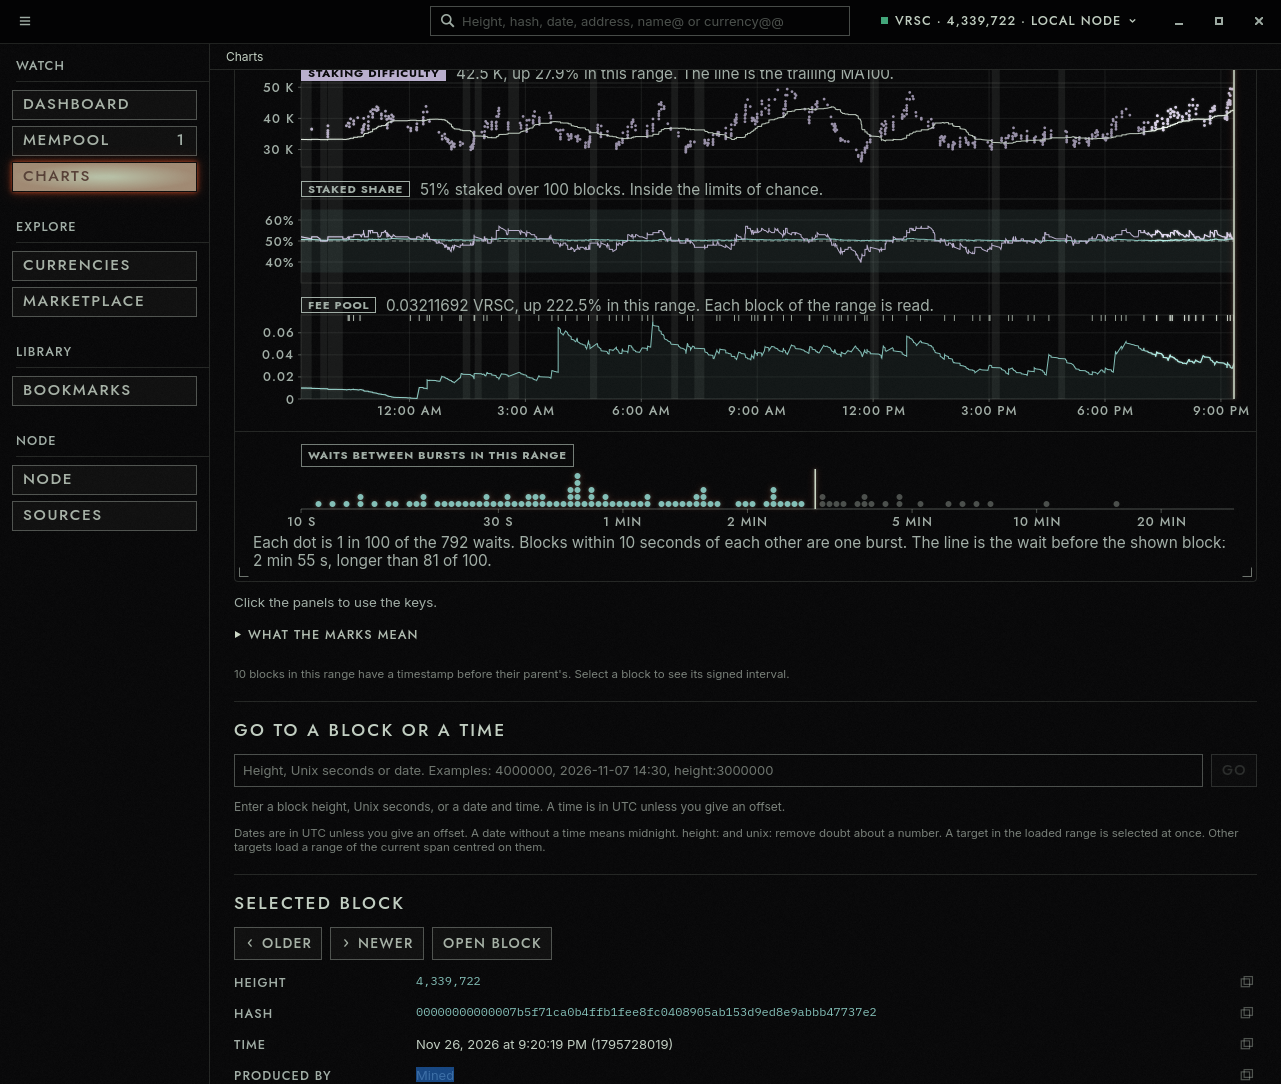 Height, hash, date, address, name@ or currency@@
VRSC · 4,339,722 · LOCAL NODE
WATCH
DASHBOARD
MEMPOOL 1
CHARTS
EXPLORE
CURRENCIES
MARKETPLACE
LIBRARY
BOOKMARKS
NODE
NODE
SOURCES
Charts
STAKING DIFFICULTY 42.5 K, up 27.9% in this range. The line is the trailing MA100.
50 K
40 K
30 K
STAKED SHARE 51% staked over 100 blocks. Inside the limits of chance.
60%
50%
40%
FEE POOL 0.03211692 VRSC, up 222.5% in this range. Each block of the range is read.
0.06
0.04
0.02
0
12:00 AM 3:00 AM 6:00 AM 9:00 AM 12:00 PM 3:00 PM 6:00 PM 9:00 PM
WAITS BETWEEN BURSTS IN THIS RANGE
10 S 30 S 1 MIN 2 MIN 5 MIN 10 MIN 20 MIN
Each dot is 1 in 100 of the 792 waits. Blocks within 10 seconds of each other are one burst. The line is the wait before the shown block:
2 min 55 s, longer than 81 of 100.
Click the panels to use the keys.
WHAT THE MARKS MEAN
10 blocks in this range have a timestamp before their parent's. Select a block to see its signed interval.
GO TO A BLOCK OR A TIME
Height, Unix seconds or date. Examples: 4000000, 2026-11-07 14:30, height:3000000
GO
Enter a block height, Unix seconds, or a date and time. A time is in UTC unless you give an offset.
Dates are in UTC unless you give an offset. A date without a time means midnight. height: and unix: remove doubt about a number. A target in the loaded range is selected at once. Other
targets load a range of the current span centred on them.
SELECTED BLOCK
OLDER NEWER OPEN BLOCK
HEIGHT 4,339,722
HASH 00000000000007b5f71ca0b4ffb1fee8fc0408905ab153d9ed8e9abbb47737e2
TIME Nov 26, 2026 at 9:20:19 PM (1795728019)
PRODUCED BY Mined